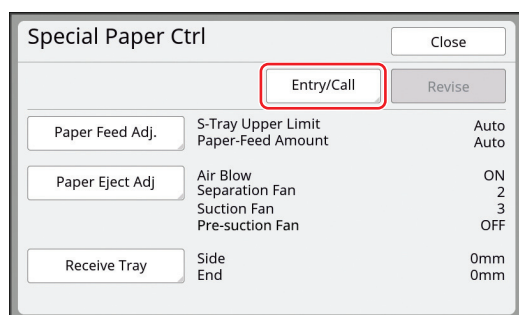 Special Paper Ctrl
Close
Entry/Call
Revise
Paper Feed Adj.
S-Tray Upper Limit Auto
Paper-Feed Amount Auto
Paper Eject Adj
Air Blow ON
Separation Fan 2
Suction Fan 3
Pre-suction Fan OFF
Receive Tray
Side 0mm
End 0mm